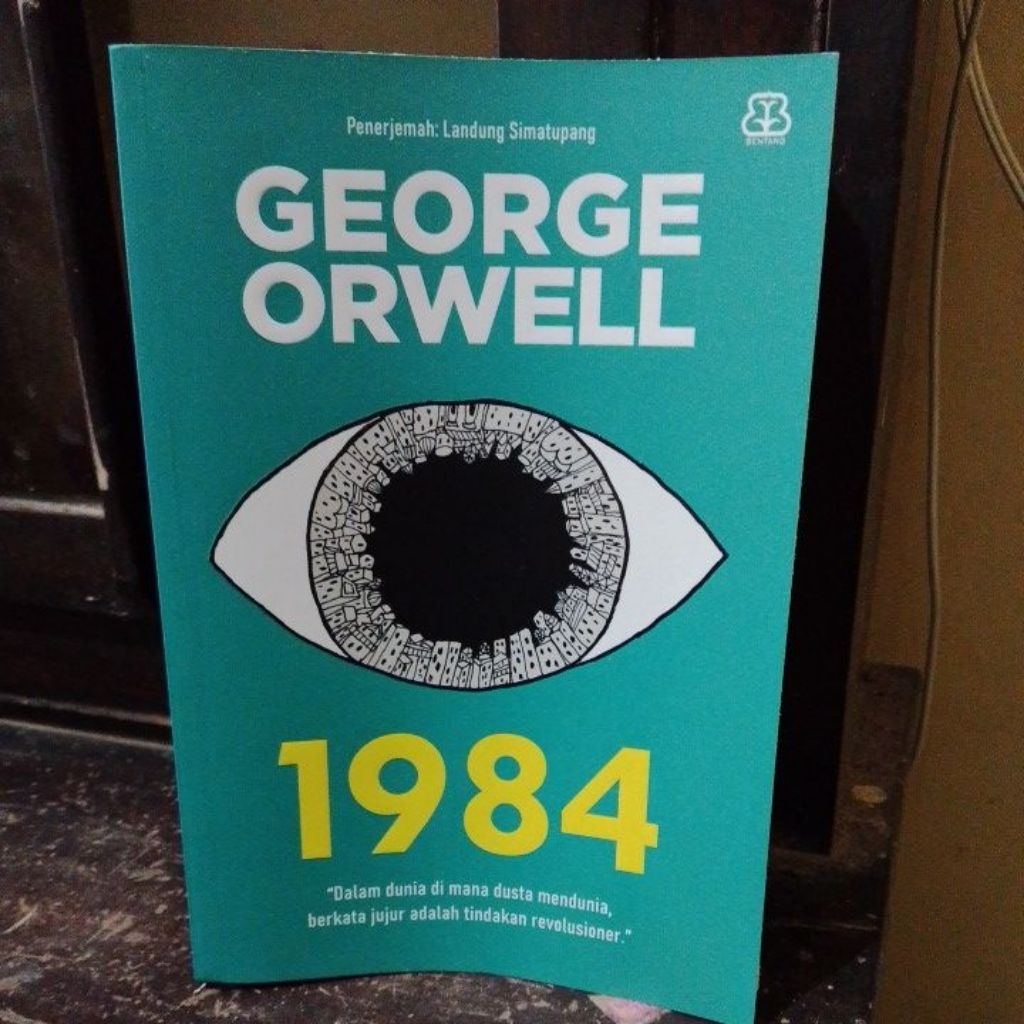 Penerjemah: Landung Simatupang
BENTANG
GEORGE
ORWELL
1984
“Dalam dunia di mana dusta mendunia,
berkata jujur adalah tindakan revolusioner.”